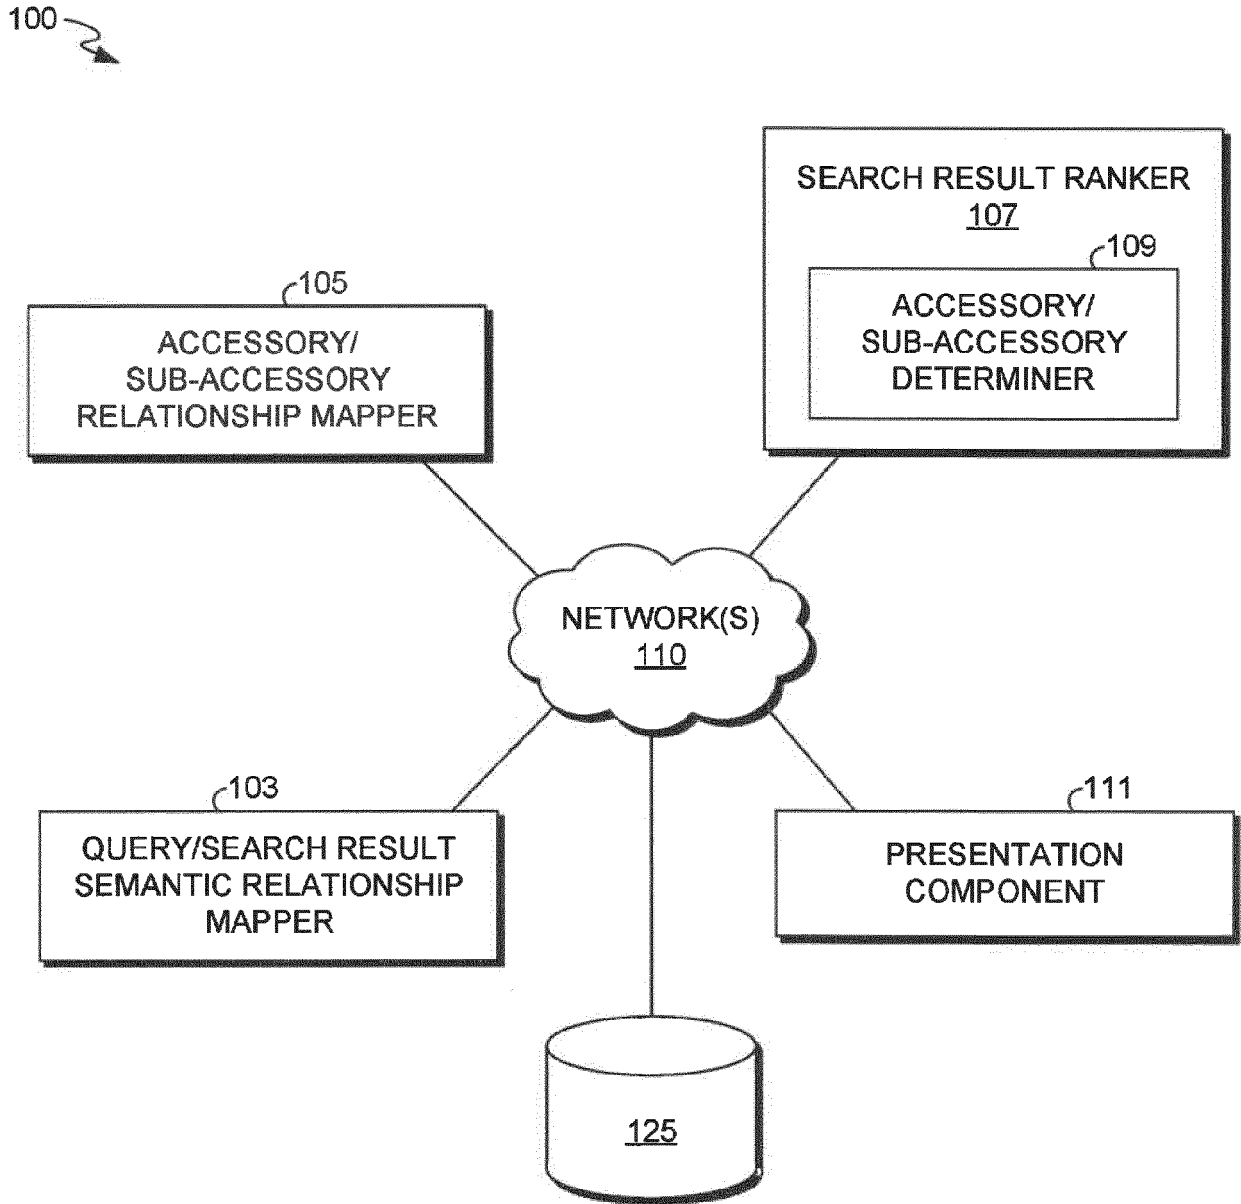 100
SEARCH RESULT RANKER
107
109
ACCESSORY/
SUB-ACCESSORY
DETERMINER
105
ACCESSORY/
SUB-ACCESSORY
RELATIONSHIP MAPPER
NETWORK(S)
110
103
QUERY/SEARCH RESULT
SEMANTIC RELATIONSHIP
MAPPER
111
PRESENTATION
COMPONENT
125